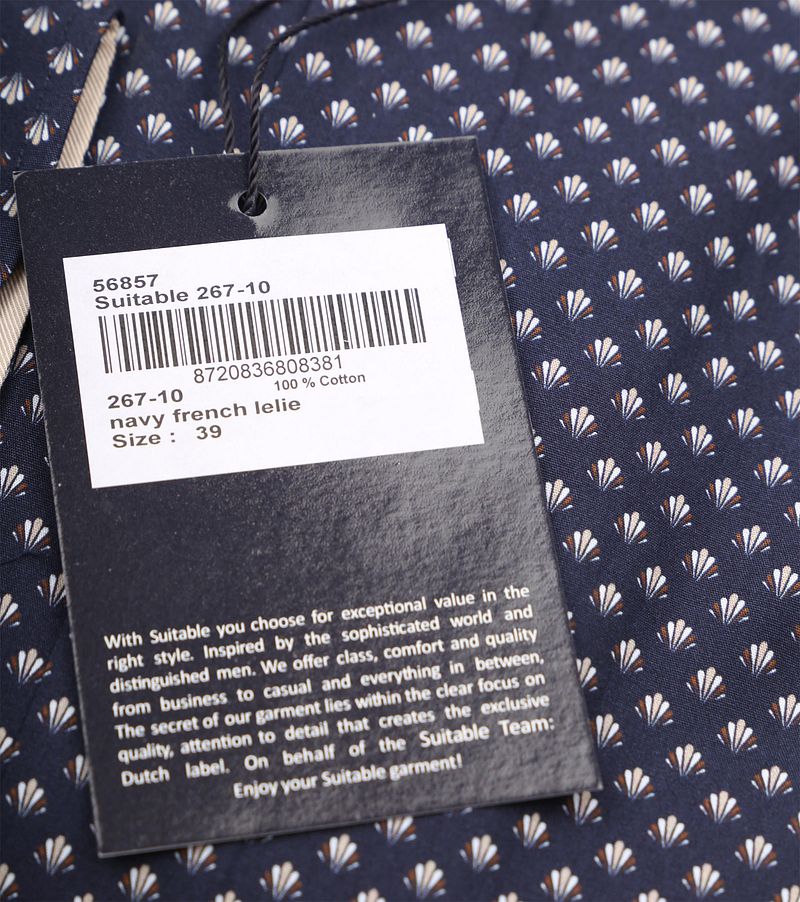 56857
Suitable 267-10
8720836808381
100 % Cotton
267-10
navy french lelie
Size : 39
With Suitable you choose for exceptional value in the
right style. Inspired by the sophisticated world and
distinguished men. We offer class, comfort and quality
from business to casual and everything in between,
The secret of our garment lies within the clear focus on
quality, attention to detail that creates the exclusive
Dutch label. On behalf of the Suitable Team:
Enjoy your Suitable garment!